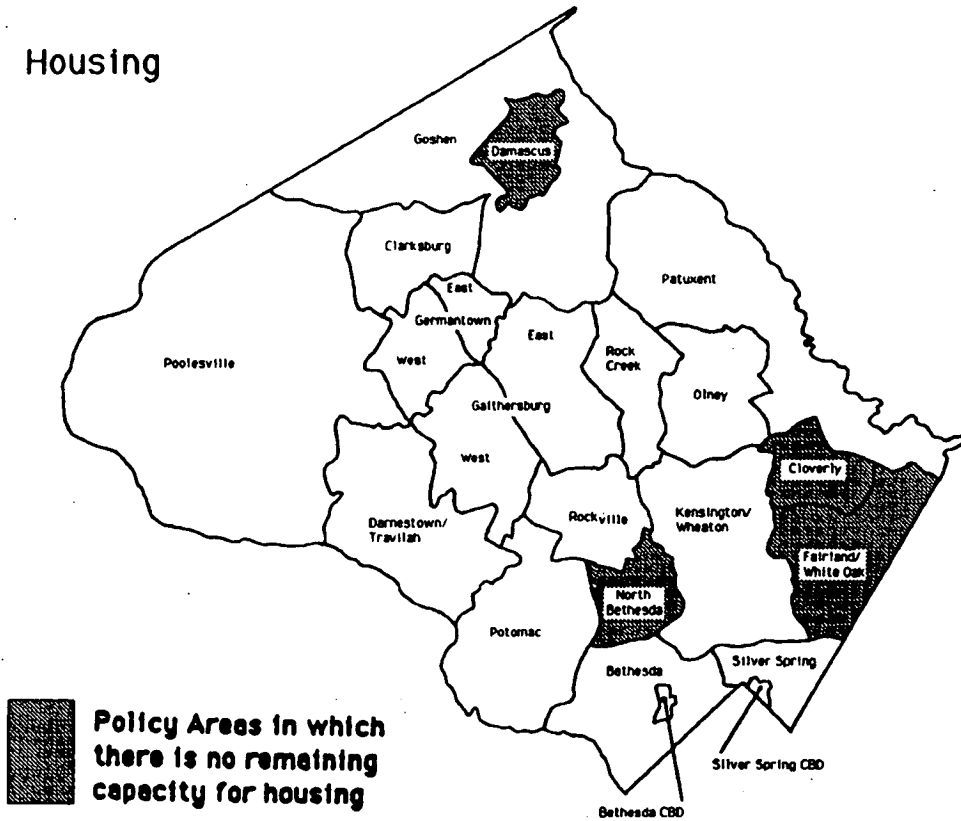 Housing
Goshen
Damascus
Clarksburg
Patuxent
East
Germantown
West
East
Rock
Creek
Poolesville
Olney
Gaithersburg
West
Cloverly
Darnestown/
Travilah
Rockville
Kensington/
Wheaton
Fairland/
White Oak
North
Bethesda
Potomac
Bethesda
Silver Spring
Policy Areas in which
there is no remaining
capacity for housing
Silver Spring CBD
Bethesda CBD